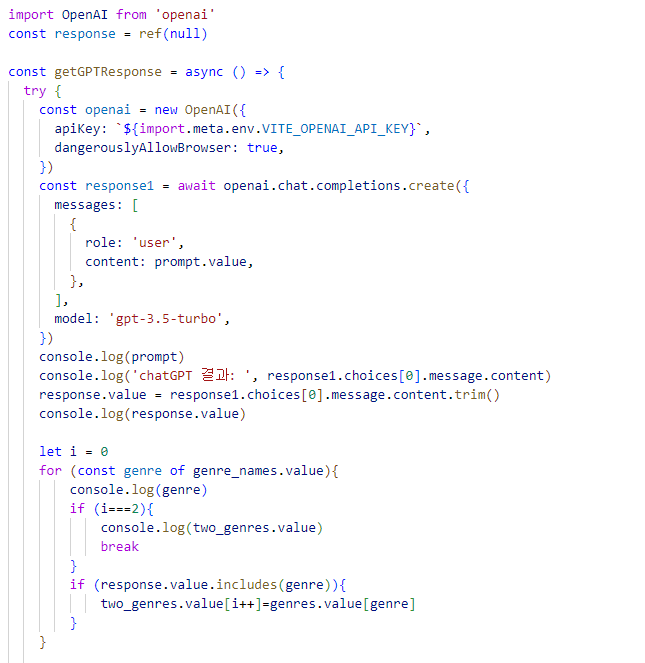 import OpenAI from 'openai'
const response = ref(null)
const getGPTResponse = async () => {
try {
const openai = new OpenAI({
apiKey: `${import.meta.env.VITE_OPENAI_API_KEY}`,
dangerouslyAllowBrowser: true,
})
const response1 = await openai.chat.completions.create({
messages: [
{
role: 'user',
content: prompt.value,
},
],
model: 'gpt-3.5-turbo',
})
console.log(prompt)
console.log('chatGPT 결과: ', response1.choices[0].message.content)
response.value = response1.choices[0].message.content.trim()
console.log(response.value)
let i = 0
for (const genre of genre_names.value){
console.log(genre)
if (i===2){
console.log(two_genres.value)
break
}
if (response.value.includes(genre)){
two_genres.value[i++]=genres.value[genre]
}
}